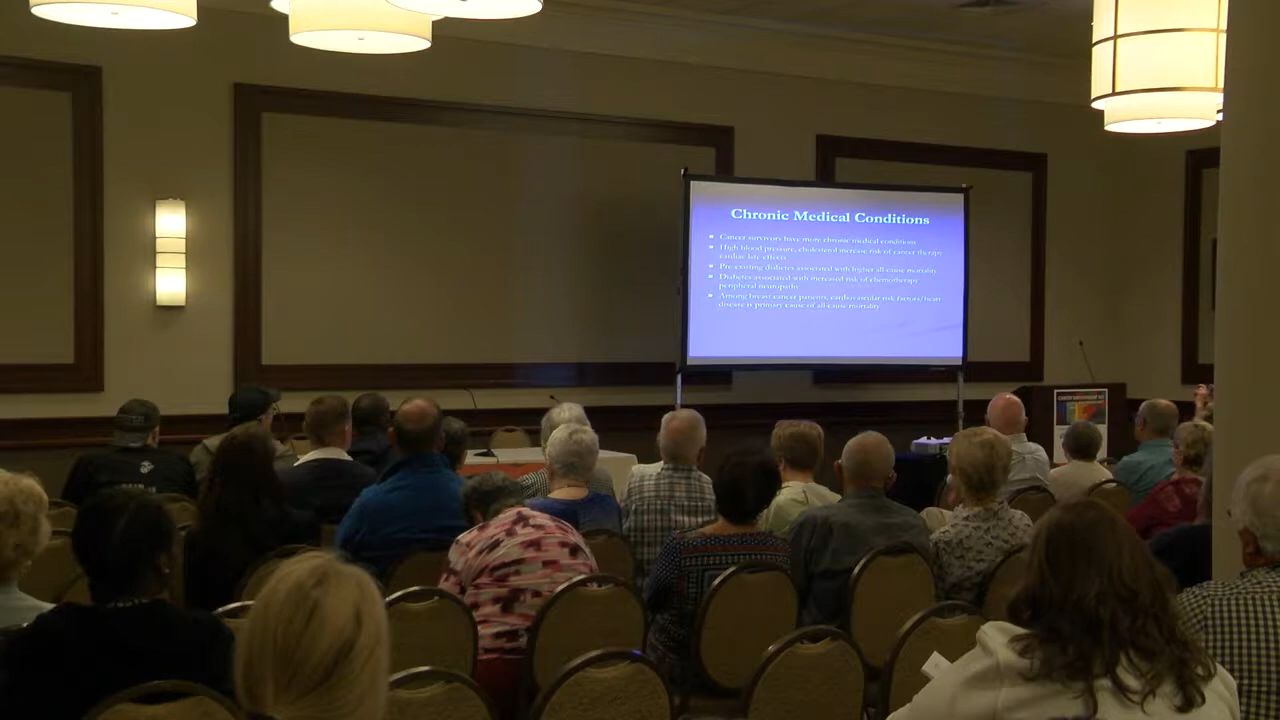 Chronic Medical Conditions
Cancer survivors have more chronic medical conditions
High blood pressure, cholesterol increase risk of cancer therapy
cardiac late effects
Pre-existing diabetes associated with higher all-cause mortality
Diabetes associated with increased risk of chemotherapy
peripheral neuropathy
Among breast cancer patients, cardiovascular risk factors/heart
disease is primary cause of all-cause mortality